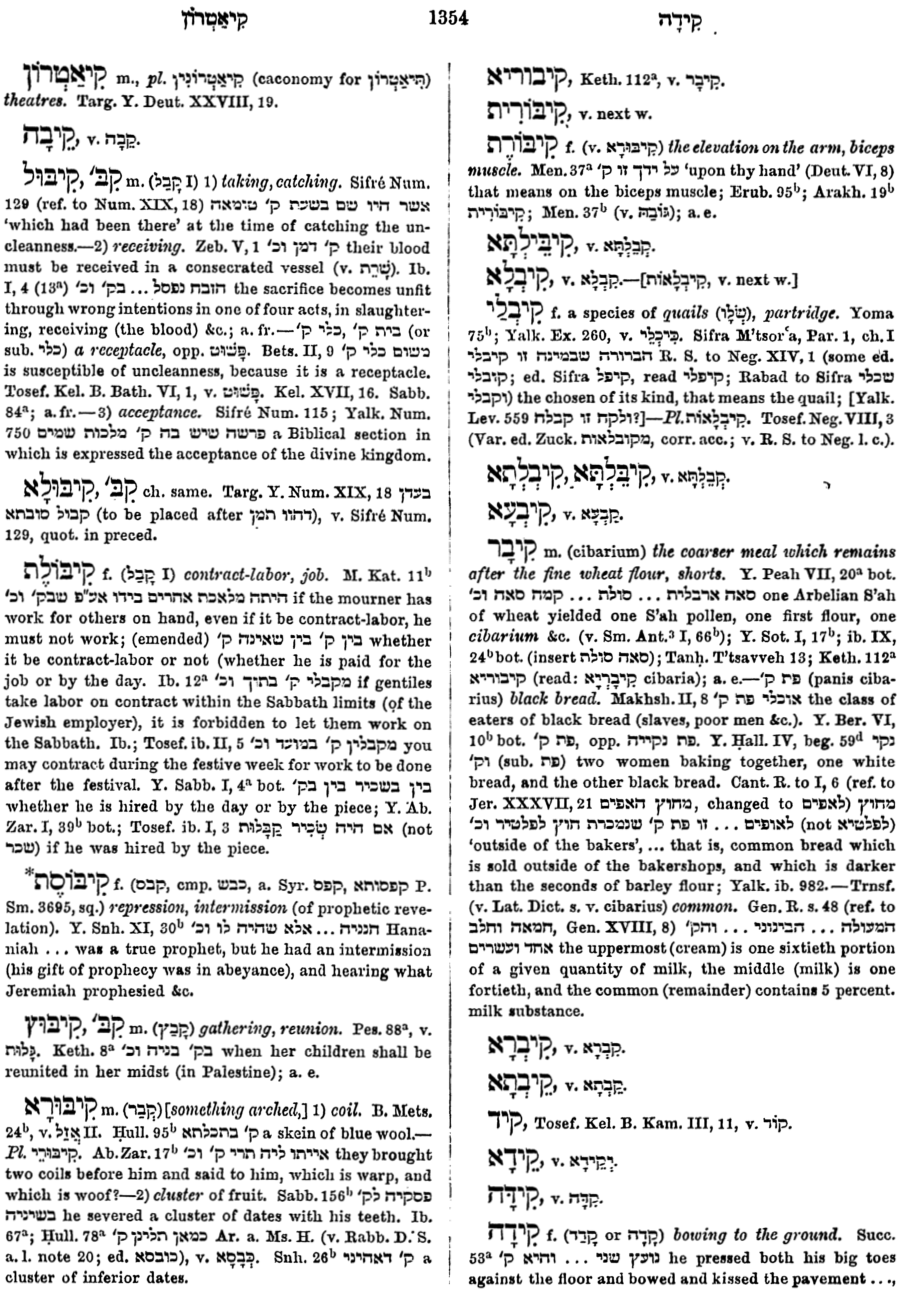 קִיאַטְרוֹן
1354
קִידָה
קִיאַטְרוֹן m., pl. קִיאַטְרוֹנִין (caconomy for תֵּיאַטְרוֹן)
theatres. Targ. Y. Deut. XXVIII, 19.
קֵיבָה, v. קֵבָה.
קִיבּוּל, קִבּ׳ m. (קָבַל I) 1) taking, catching. Sifré Num.
129 (ref. to Num. XIX, 18) אשר היו שם בשעת ק׳ טומאה
‘which had been there’ at the time of catching the un-
cleanness.—2) receiving. Zeb. V, 1 ק׳ דמן וכ׳ their blood
must be received in a consecrated vessel (v. שָׁרֵת). Ib.
I, 4 (13ᵃ) הזבח נפסל ... בק׳ וכ׳ the sacrifice becomes unfit
through wrong intentions in one of four acts, in slaughter-
ing, receiving (the blood) &c.; a. fr.—כלי ק׳, בית ק׳ (or
sub. כלי) a receptacle, opp. פָּשׁוּט. Bets. II, 9 משום כלי ק׳
is susceptible of uncleanness, because it is a receptacle.
Tosef. Kel. B. Bath. VI, 1, v. פָּשׁוּט. Kel. XVII, 16. Sabb.
84ᵃ; a. fr.—3) acceptance. Sifré Num. 115; Yalk. Num.
750 פרשה שיש בה ק׳ מלכות שמים a Biblical section in
which is expressed the acceptance of the divine kingdom.
קִיבּוּלָא, קִבּ׳ ch. same. Targ. Y. Num. XIX, 18 בעדן
קבול סובתא (to be placed after דהוו תמן), v. Sifré Num.
129, quot. in preced.
קִיבּוֹלֶת f. (קָבַל I) contract-labor, job. M. Kat. 11ᵇ
היתה מלאכת אחרים בידו אע״פ שבק׳ וכ׳ if the mourner has
work for others on hand, even if it be contract-labor, he
must not work; (emended) בין ק׳ בין שאינה ק׳ whether
it be contract-labor or not (whether he is paid for the
job or by the day. Ib. 12ᵃ מקבלי ק׳ בתוך וכ׳ if gentiles
take labor on contract within the Sabbath limits (of the
Jewish employer), it is forbidden to let them work on
the Sabbath. Ib.; Tosef. ib. II, 5 מקבלין ק׳ במועד וכ׳ you
may contract during the festive week for work to be done
after the festival. Y. Sabb. I, 4ᵃ bot. בין בשכיר בין בק׳
whether he is hired by the day or by the piece; Y. Ab.
Zar. I, 39ᵇ bot.; Tosef. ib. I, 3 אם היה שָׂכִיר קַבָּלוּת (not
שכר) if he was hired by the piece.
*קִיבּוֹסֶת f. (קבס, cmp. כבש, a. Syr. קפס, קפסותא P.
Sm. 3695, sq.) repression, intermission (of prophetic reve-
lation). Y. Snh. XI, 30ᵇ חנניה ... אלא שהיה לו וכ׳ Hana-
niah ... was a true prophet, but he had an intermission
(his gift of prophecy was in abeyance), and hearing what
Jeremiah prophesied &c.
קִיבּוּץ, קִבּ׳ m. (קָבַץ) gathering, reunion. Pes. 88ᵃ, v.
גָּלוּת. Keth. 8ᵃ בק׳ בניה וכ׳ when her children shall be
reunited in her midst (in Palestine); a. e.
קִיבּוּרָא m. (קְבַר) [something arched,] 1) coil. B. Mets.
24ᵇ, v. אֲזַל II. Ḥull. 95ᵇ ק׳ בתכלתא a skein of blue wool.—
Pl. קִיבּוּרֵי. Ab. Zar. 17ᵇ אייתו ליה תרי ק׳ וכ׳ they brought
two coils before him and said to him, which is warp, and
which is woof?—2) cluster of fruit. Sabb. 156ᵇ פסקיה לק׳
בשיניה he severed a cluster of dates with his teeth. Ib.
67ᵃ; Ḥull. 78ᵃ כמאן תלינן ק׳ Ar. a. Ms. H. (v. Rabb. D. S.
a. l. note 20; ed. כובסא), v. כְּבָסָא. Snh. 26ᵇ ק׳ דאהיני a
cluster of inferior dates.
קיבוריא, Keth. 112ᵃ, v. קִיבָר.
קִיבּוֹרִית, v. next w.
קִיבּוֹרֶת f. (v. קִיבּוּרָא) the elevation on the arm, biceps
muscle. Men. 37ᵃ על ידך זו ק׳ ‘upon thy hand’ (Deut. VI, 8)
that means on the biceps muscle; Erub. 95ᵇ; Arakh. 19ᵇ
קיבורית; Men. 37ᵇ (v. גּוֹבַהּ); a. e.
קִיבֵּילְתָּא, v. קַבַּלְתָּא.
קִיבְלָא, v. קִבְלָא.—[קִיבְלָאוֹת, v. next w.]
קִיבְלַי f. a species of quails (שְׂלָו), partridge. Yoma
75ᵇ; Yalk. Ex. 260, v. פִּיבְלֵי. Sifra M'tsorʿa, Par. 1, ch. I
הברורה שבמינה זו קיבלי R. S. to Neg. XIV, 1 (some ed.
קובלי; ed. Sifra קיפל, read קיפלי; Rabad to Sifra שכלי
וקבלי) the chosen of its kind, that means the quail; [Yalk.
Lev. 559 ולקח זו קבלה?]—Pl. קִיבְלָאוֹת. Tosef. Neg. VIII, 3
(Var. ed. Zuck. מקובלאות, corr. acc.; v. R. S. to Neg. l. c.).
קִיבֵּלְתָּא, קִיבַּלְתָּא, קִיבְלְתָא, v. קַבַּלְתָּא.
קִיבְעָא, v. קִבְעָא.
קִיבָר m. (cibarium) the coarser meal which remains
after the fine wheat flour, shorts. Y. Peah VII, 20ᵃ bot.
סאה ארבלית ... סולת ... קמח סאה וכ׳ one Arbelian S'ah
of wheat yielded one S'ah pollen, one first flour, one
cibarium &c. (v. Sm. Ant.³ I, 66ᵇ); Y. Sot. I, 17ᵇ; ib. IX,
24ᵇ bot. (insert סאה סולת); Tanḥ. T'tsavveh 13; Keth. 112ᵃ
קיבוריא (read: קִיבָרְיָא cibaria); a. e.—פת ק׳ (panis ciba-
rius) black bread. Makhsh. II, 8 אוכלי פת ק׳ the class of
eaters of black bread (slaves, poor men &c.). Y. Ber. VI,
10ᵇ bot. פת ק׳, opp. פת נקייה. Y. Ḥall. IV, beg. 59ᵈ נקי
וק׳ (sub. פת) two women baking together, one white
bread, and the other black bread. Cant. R. to I, 6 (ref. to
Jer. XXXVII, 21 מחוץ האפים, changed to לאפים) מחוץ
לאופים ... זו פת ק׳ שנמכרת חוץ לפלטיר וכ׳ (not לפלטיא)
‘outside of the bakers’, ... that is, common bread which
is sold outside of the bakershops, and which is darker
than the seconds of barley flour; Yalk. ib. 982.—Trnsf.
(v. Lat. Dict. s. v. cibarius) common. Gen. R. s. 48 (ref. to
חמאה וחלב, Gen. XVIII, 8) המעולה ... הבינוני ... והק׳
אחד ועשרים the uppermost (cream) is one sixtieth portion
of a given quantity of milk, the middle (milk) is one
fortieth, and the common (remainder) contains 5 percent.
milk substance.
קִיבְרָא, v. קִבְרָא.
קֵיבְתָא, v. קֵבְתָא.
קיד, Tosef. Kel. B. Kam. III, 11, v. קוֹד.
קֵידָא, v. יְקֵידָא.
קִידָּה, v. קִדָּה.
קִידָה f. (קָדַד or קָדָה) bowing to the ground. Succ.
53ᵃ נועץ שני ... והיא ק׳ he pressed both his big toes
against the floor and bowed and kissed the pavement ...,